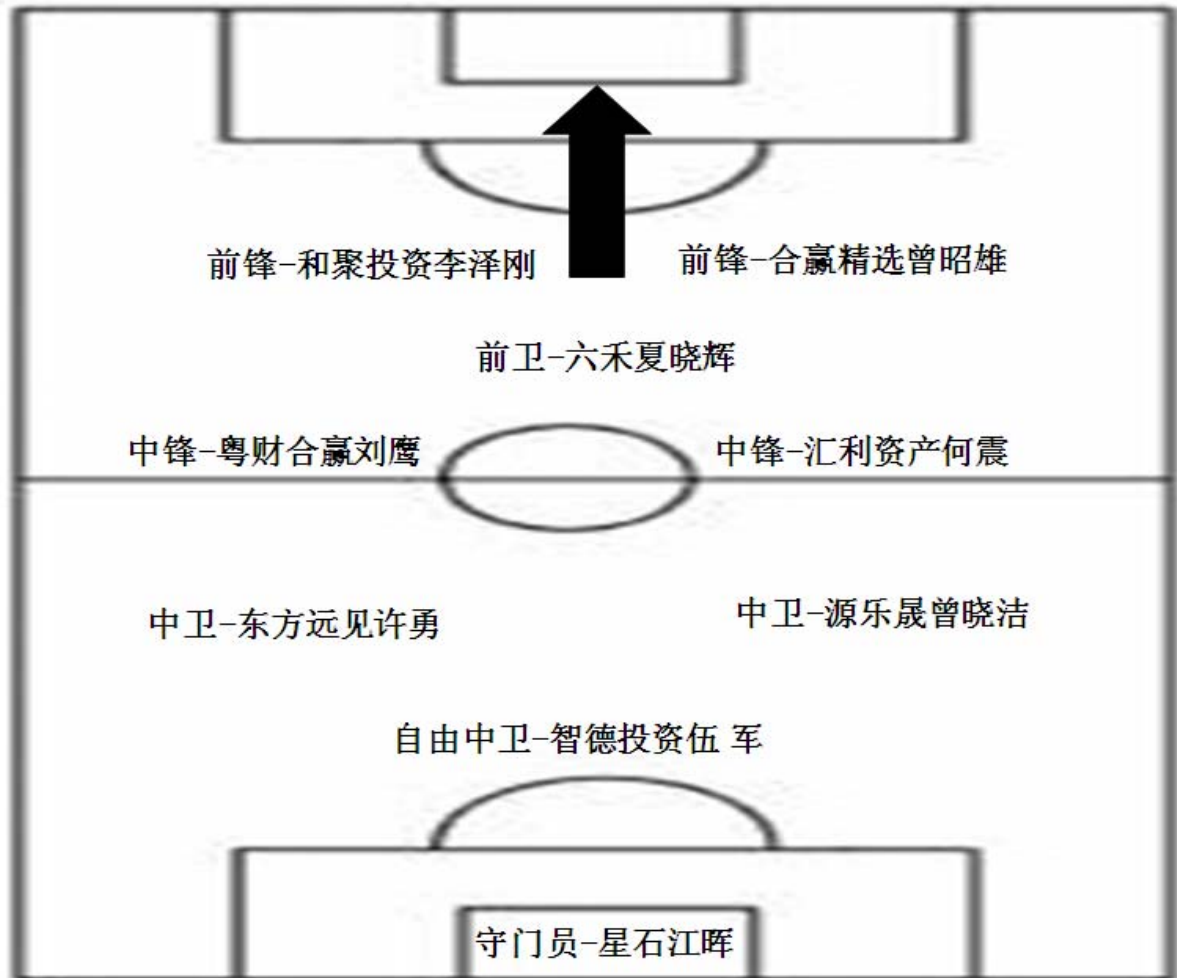 前锋-和聚投资李泽刚
前锋-合赢精选曾昭雄
前卫-六禾夏晓辉
中锋-粤财合赢刘鹰
中锋-汇利资产何震
中卫-东方远见许勇
中卫-源乐晟曾晓洁
自由中卫-智德投资伍 军
守门员-星石江晖